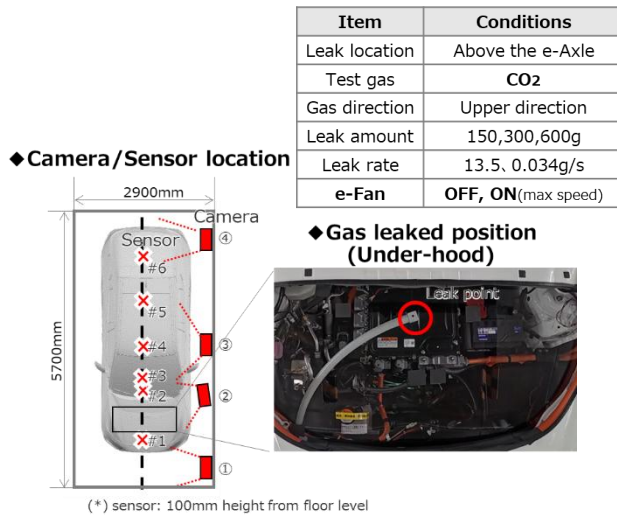 Item Conditions
Leak location Above the e-Axle
Test gas CO2
Gas direction Upper direction
Leak amount 150,300,600g
Leak rate 13.5、0.034g/s
e-Fan OFF, ON(max speed)
◆Camera/Sensor location
2900mm
Camera
Sensor
④
#6
#5
5700mm
#4
③
#3
#2
②
#1
①
(*) sensor: 100mm height from floor level
◆Gas leaked position
(Under-hood)
Leak point